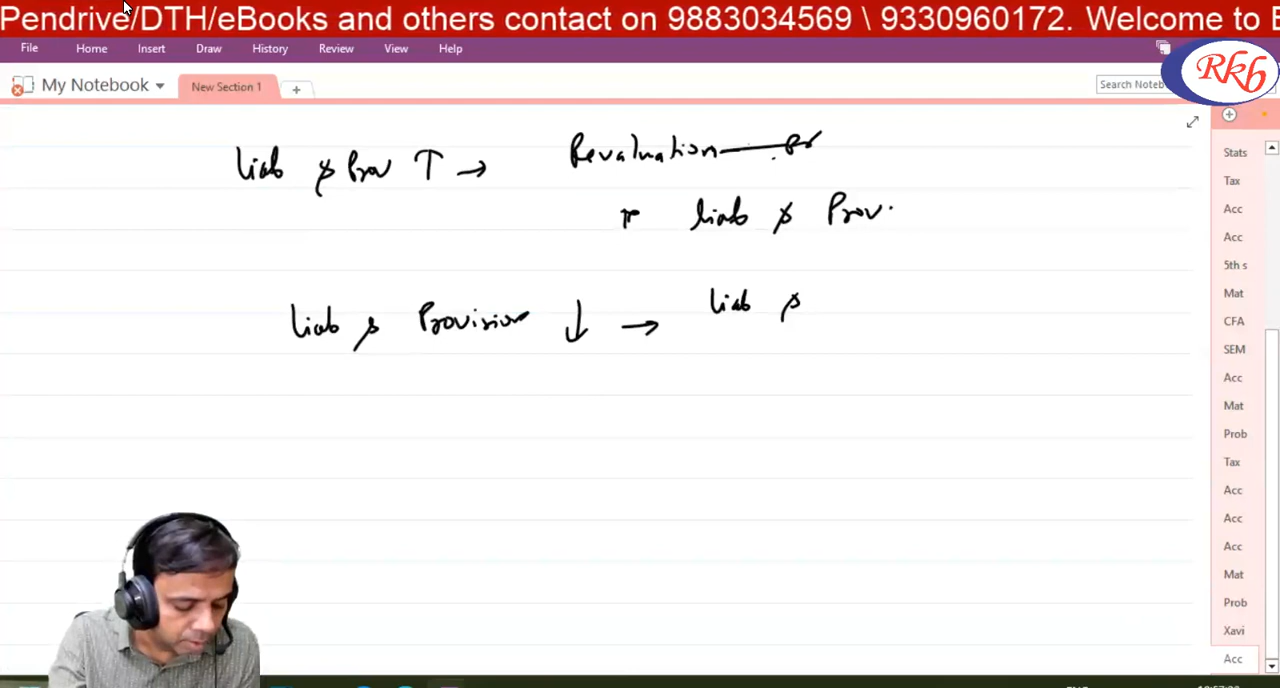 Pendrive/DTH/eBooks and others contact on 9883034569 \ 9330960172. Welcome to E
File Home Insert Draw History Review View Help
My Notebook New Section 1 + Search Noteb
Rkb
liab & Prov ↑ → Revaluation — Dr
To liab & Prov.
liab & Provision ↓ → liab &
Stats
Tax
Acc
Acc
5th s
Mat
CFA
SEM
Acc
Mat
Prob
Tax
Acc
Acc
Acc
Mat
Prob
Xavi
Acc